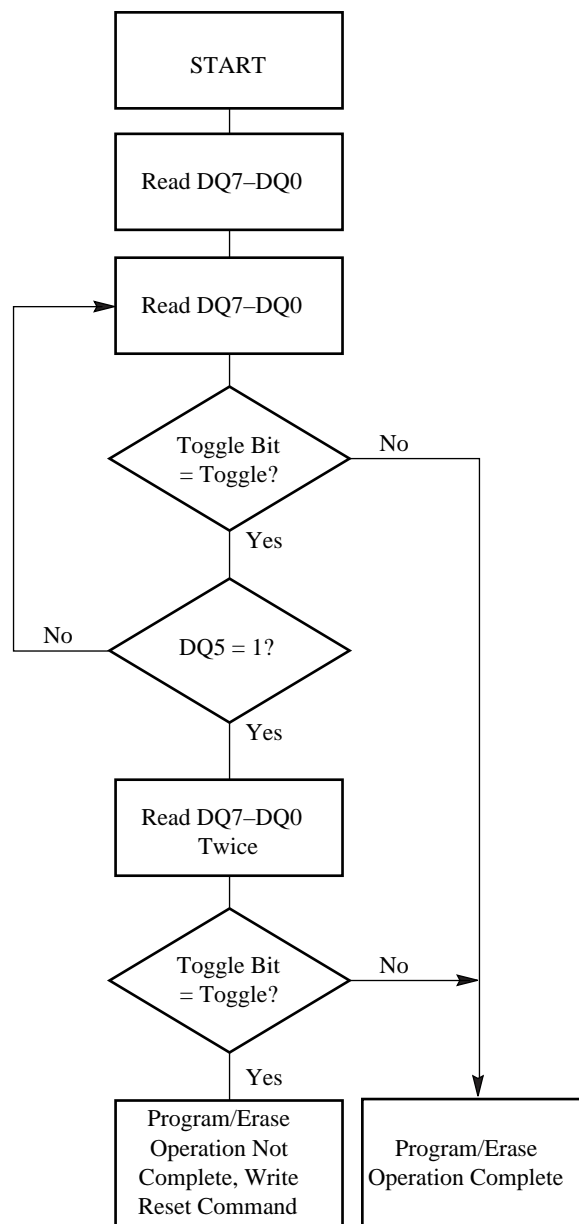 START
Read DQ7–DQ0
Read DQ7–DQ0
Toggle Bit
= Toggle?
No
Yes
No
DQ5 = 1?
Yes
Read DQ7–DQ0
Twice
Toggle Bit
= Toggle?
No
Yes
Program/Erase
Operation Not
Complete, Write
Reset Command
Program/Erase
Operation Complete